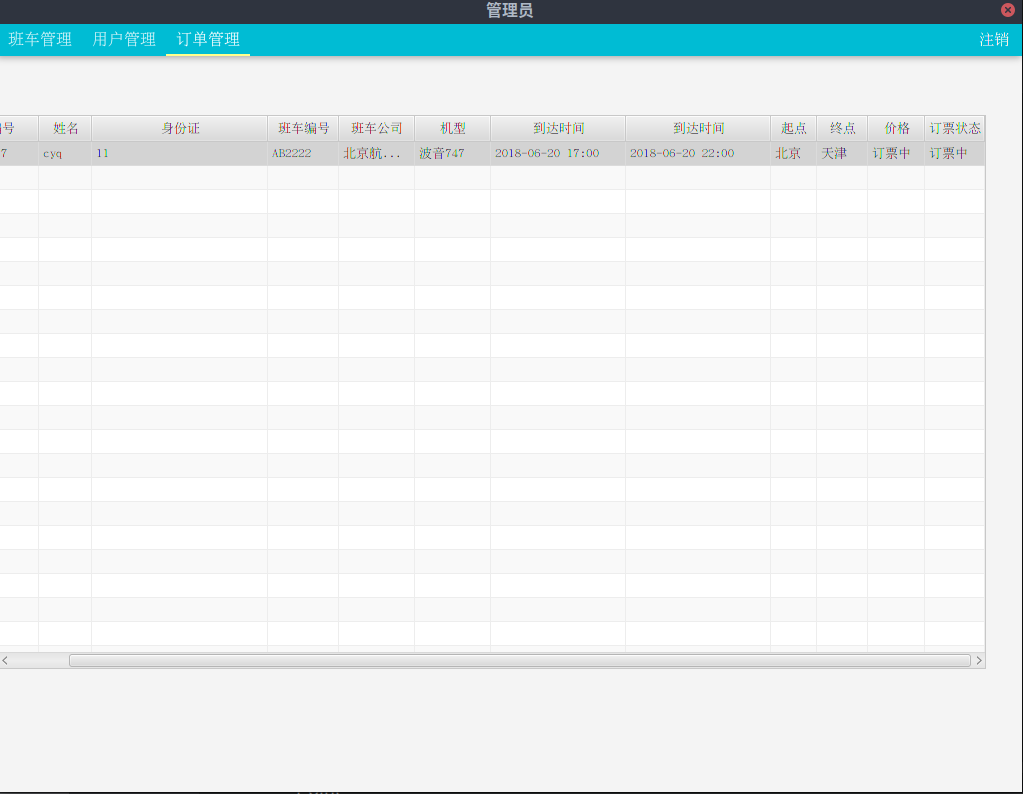 管理员
班车管理 用户管理 订单管理 注销
号 姓名 身份证 班车编号 班车公司 机型 到达时间 到达时间 起点 终点 价格 订票状态
7 cyq 11 AB2222 北京航... 波音747 2018-06-20 17:00 2018-06-20 22:00 北京 天津 订票中 订票中